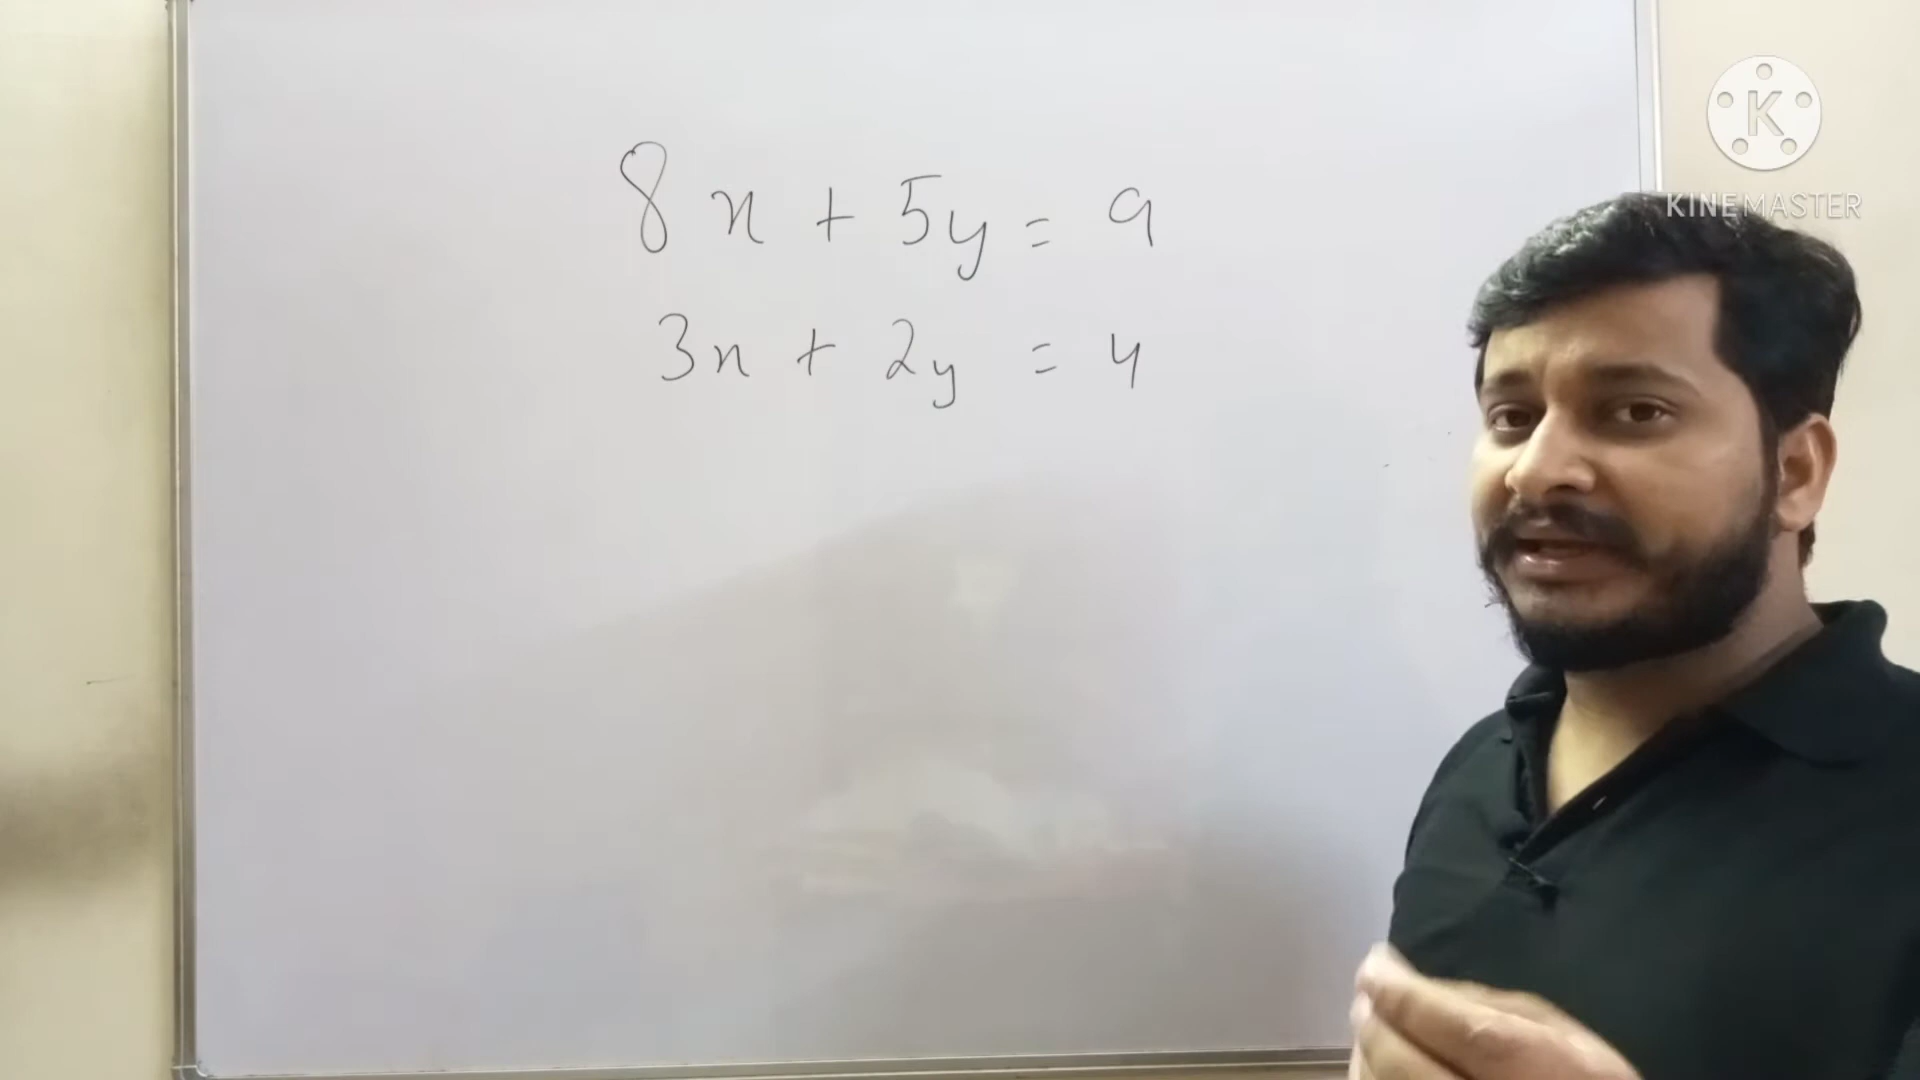 8x + 5y = 9
3x + 2y = 4
K
KINEMASTER